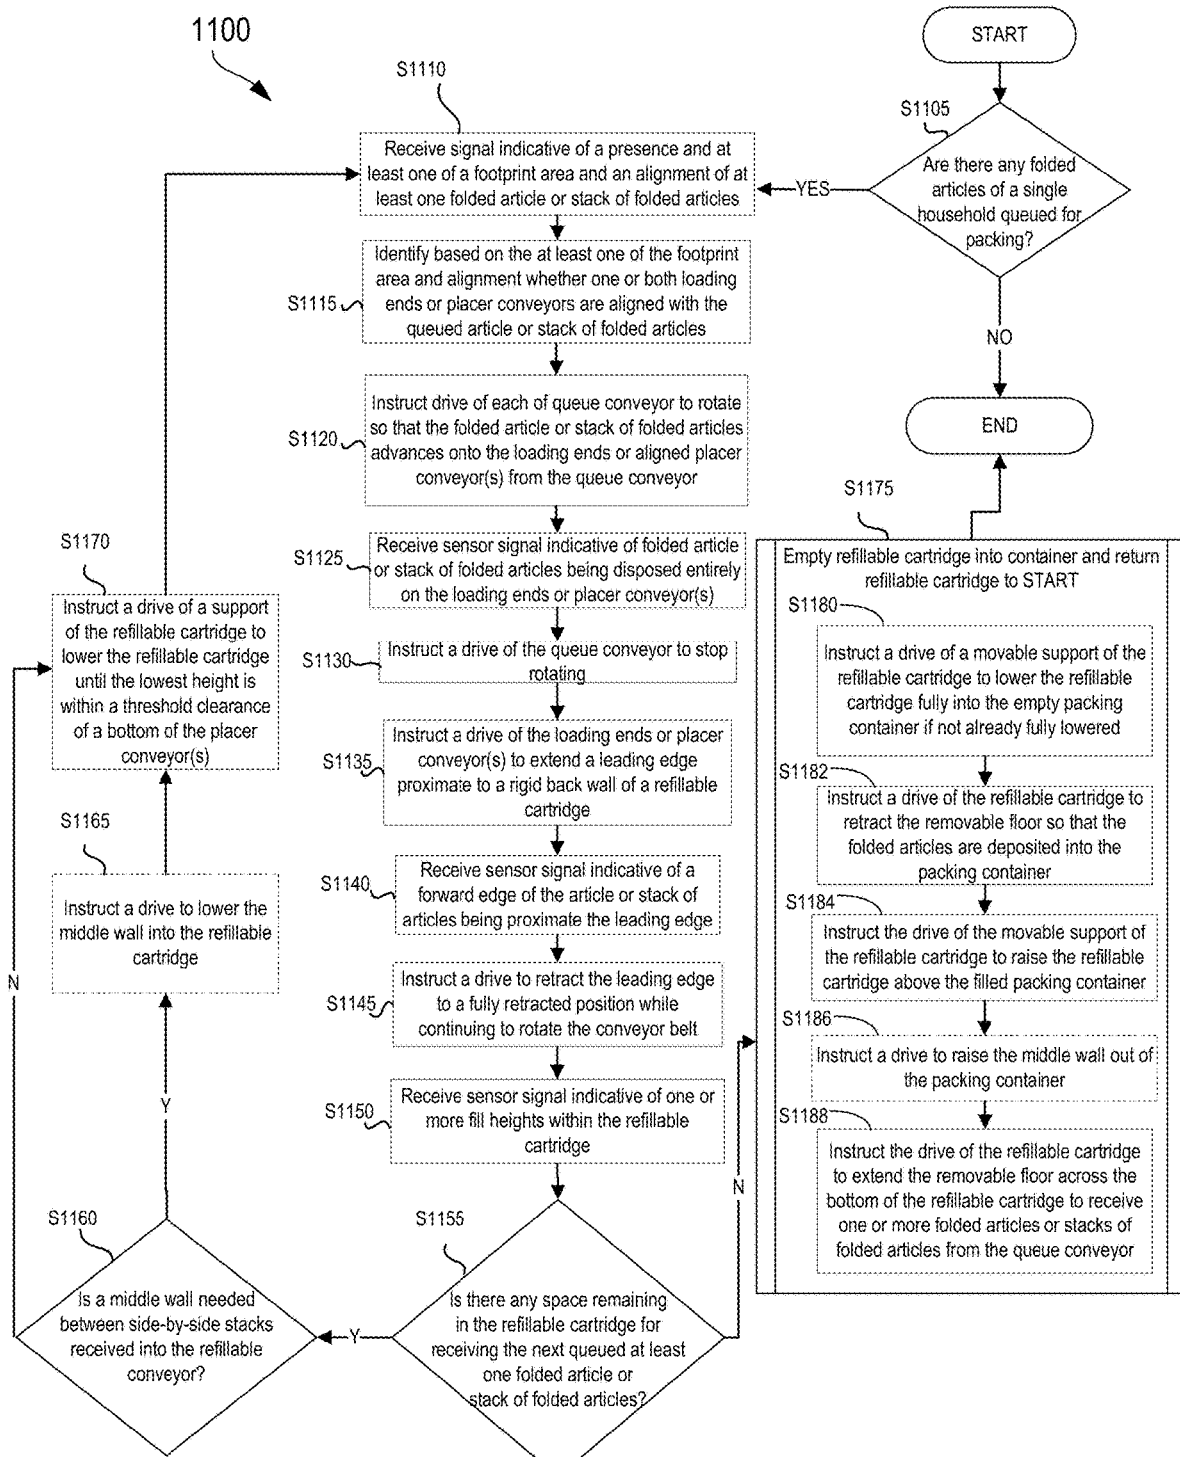 1100
START
S1105
Are there any folded
articles of a single
household queued for
packing?
YES
NO
END
S1110
Receive signal indicative of a presence and at
least one of a footprint area and an alignment of at
least one folded article or stack of folded articles
S1115
Identify based on the at least one of the footprint
area and alignment whether one or both loading
ends or placer conveyors are aligned with the
queued article or stack of folded articles
S1120
Instruct drive of each of queue conveyor to rotate
so that the folded article or stack of folded articles
advances onto the loading ends or aligned placer
conveyor(s) from the queue conveyor
S1125
Receive sensor signal indicative of folded article
or stack of folded articles being disposed entirely
on the loading ends or placer conveyor(s)
S1130
Instruct a drive of the queue conveyor to stop
rotating
S1135
Instruct a drive of the loading ends or placer
conveyor(s) to extend a leading edge
proximate to a rigid back wall of a refillable
cartridge
S1140
Receive sensor signal indicative of a
forward edge of the article or stack of
articles being proximate the leading edge
S1145
Instruct a drive to retract the leading edge
to a fully retracted position while
continuing to rotate the conveyor belt
S1150
Receive sensor signal indicative of one or
more fill heights within the refillable
cartridge
S1155
Is there any space remaining
in the refillable cartridge for
receiving the next queued at least
one folded article or
stack of folded articles?
Y
N
S1160
Is a middle wall needed
between side-by-side stacks
received into the refillable
conveyor?
Y
N
S1165
Instruct a drive to lower the
middle wall into the refillable
cartridge
S1170
Instruct a drive of a support
of the refillable cartridge to
lower the refillable cartridge
until the lowest height is
within a threshold clearance
of a bottom of the placer
conveyor(s)
S1175
Empty refillable cartridge into container and return
refillable cartridge to START
S1180
Instruct a drive of a movable support of the
refillable cartridge to lower the refillable
cartridge fully into the empty packing
container if not already fully lowered
S1182
Instruct a drive of the refillable cartridge to
retract the removable floor so that the
folded articles are deposited into the
packing container
S1184
Instruct the drive of the movable support of
the refillable cartridge to raise the refillable
cartridge above the filled packing container
S1186
Instruct a drive to raise the middle wall out of
the packing container
S1188
Instruct the drive of the refillable cartridge
to extend the removable floor across the
bottom of the refillable cartridge to receive
one or more folded articles or stacks of
folded articles from the queue conveyor